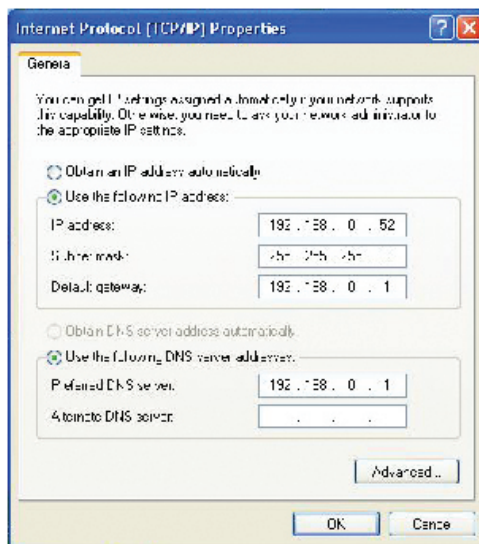 Internet Protocol (TCP/IP) Properties
General
You can get IP settings assigned automatically if your network supports
this capability. Otherwise, you need to ask your network administrator for
the appropriate IP settings.
Obtain an IP address automatically
Use the following IP address:
IP address: 192 . 168 . 0 . 52
Subnet mask: 255 . 255 . 255 .
Default gateway: 192 . 168 . 0 . 1
Obtain DNS server address automatically
Use the following DNS server addresses:
Preferred DNS server: 192 . 168 . 0 . 1
Alternate DNS server: . . .
Advanced...
OK
Cancel